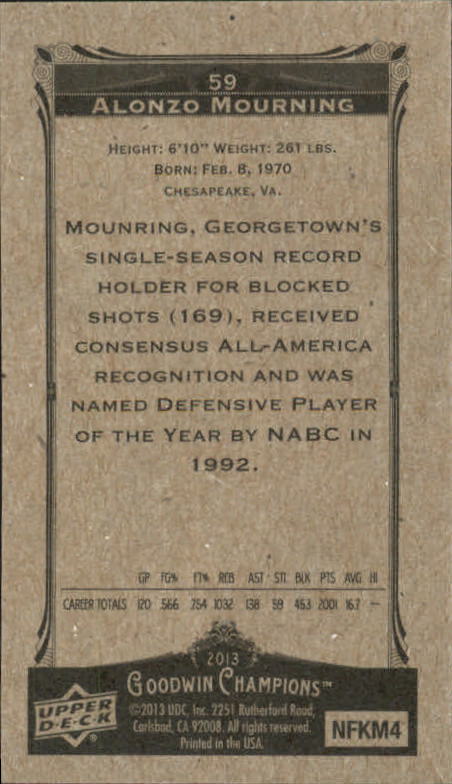 59
ALONZO MOURNING
HEIGHT: 6'10" WEIGHT: 261 LBS.
BORN: FEB. 8, 1970
CHESAPEAKE, VA.
MOUNRING, GEORGETOWN'S
SINGLE-SEASON RECORD
HOLDER FOR BLOCKED
SHOTS (169), RECEIVED
CONSENSUS ALL-AMERICA
RECOGNITION AND WAS
NAMED DEFENSIVE PLAYER
OF THE YEAR BY NABC IN
1992.
GP FG% FT% REB AST STL BLK PTS AVG HI
CAREER TOTALS 120 .566 .754 1032 138 59 453 2001 16.7 —
2013
GOODWIN CHAMPIONS™
UPPER D·E·C·K ®
©2013 UDC, Inc. 2251 Rutherford Road,
Carlsbad, CA 92008. All rights reserved.
Printed in the USA.
NFKM4